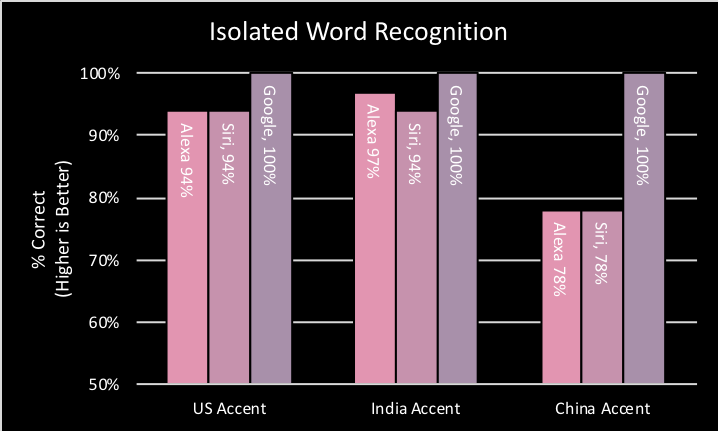 Isolated Word Recognition
% Correct
(Higher is Better)
100%
90%
80%
70%
60%
50%
Alexa 94%
Siri, 94%
Google, 100%
Alexa 97%
Siri, 94%
Google, 100%
Alexa 78%
Siri, 78%
Google, 100%
US Accent
India Accent
China Accent